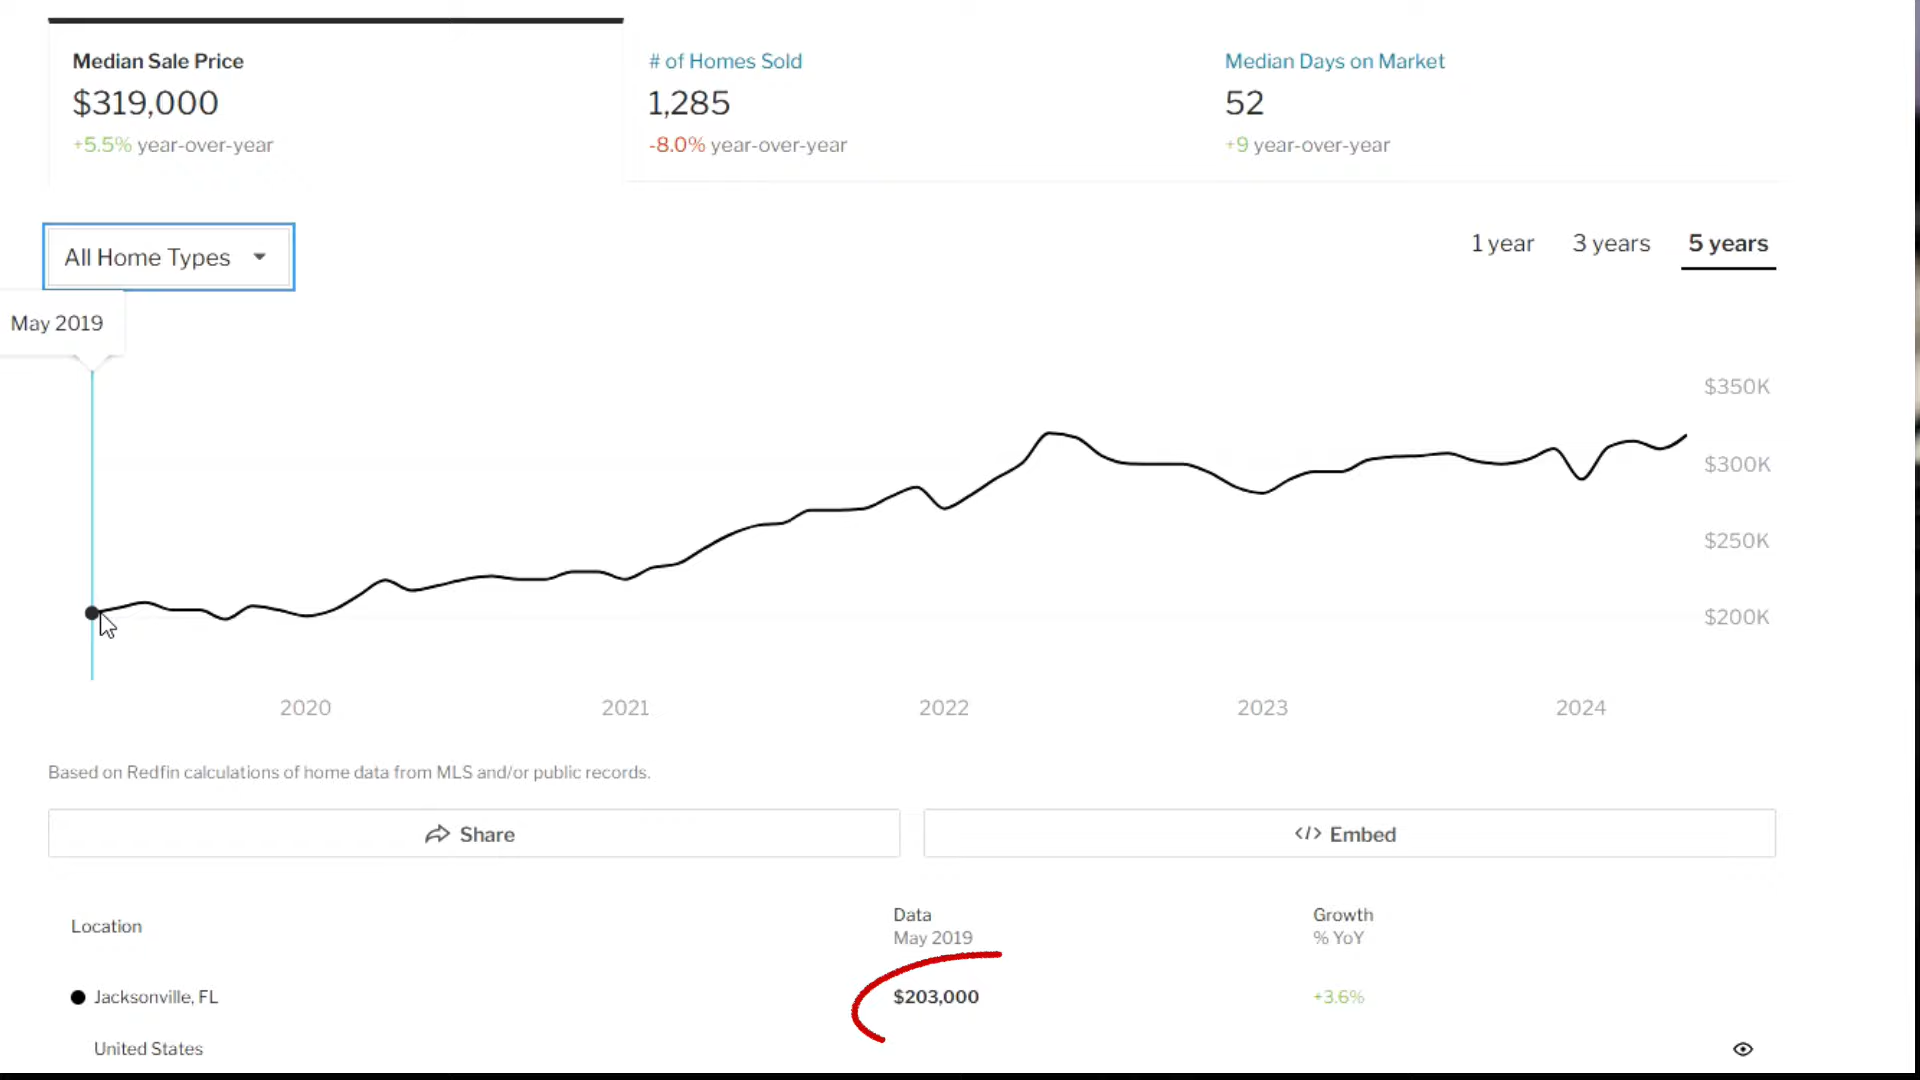 Median Sale Price
$319,000
+5.5% year-over-year
# of Homes Sold
1,285
-8.0% year-over-year
Median Days on Market
52
+9 year-over-year
All Home Types
1 year 3 years 5 years
May 2019
$350K
$300K
$250K
$200K
2020 2021 2022 2023 2024
Based on Redfin calculations of home data from MLS and/or public records.
Share
</> Embed
Location
Data
May 2019
Growth
% YoY
Jacksonville, FL $203,000 +3.6%
United States